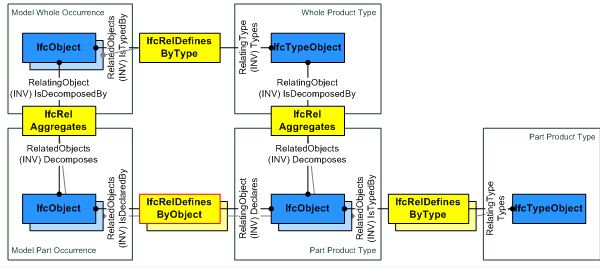 Model Whole Occurrence
Whole Product Type
IfcObject
RelatedObjects
(INV) IsTypedBy
IfcRelDefines
ByType
RelatingType
(INV) Types
IfcTypeObject
RelatingObject
(INV) IsDecomposedBy
RelatingObject
(INV) IsDecomposedBy
IfcRel
Aggregates
IfcRel
Aggregates
Part Product Type
RelatedObjects
(INV) Decomposes
RelatedObjects
(INV) Decomposes
IfcObject
RelatedObjects
(INV) IsDeclaredBy
IfcRelDefines
ByObject
RelatingObject
(INV) Declares
IfcObject
RelatedObjects
(INV) IsTypedBy
IfcRelDefines
ByType
RelatingType
Types
IfcTypeObject
Model Part Occurrence
Part Product Type